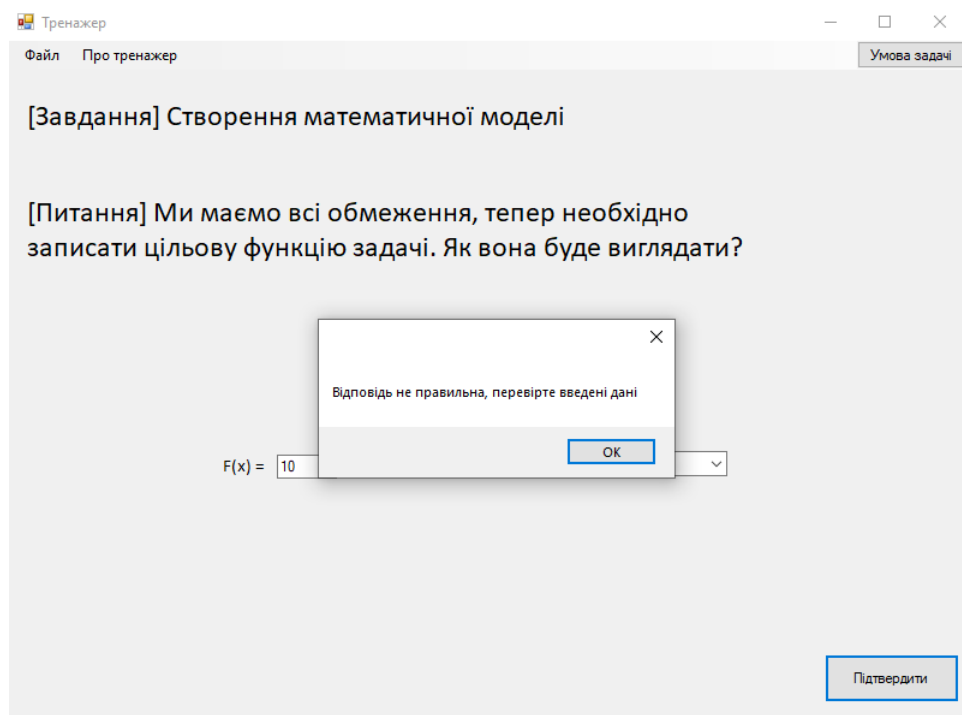 Тренажер
Файл Про тренажер Умова задачі
[Завдання] Створення математичної моделі
[Питання] Ми маємо всі обмеження, тепер необхідно
записати цільову функцію задачі. Як вона буде виглядати?
Відповідь не правильна, перевірте введені дані
ОК
F(x) = 10
Підтвердити